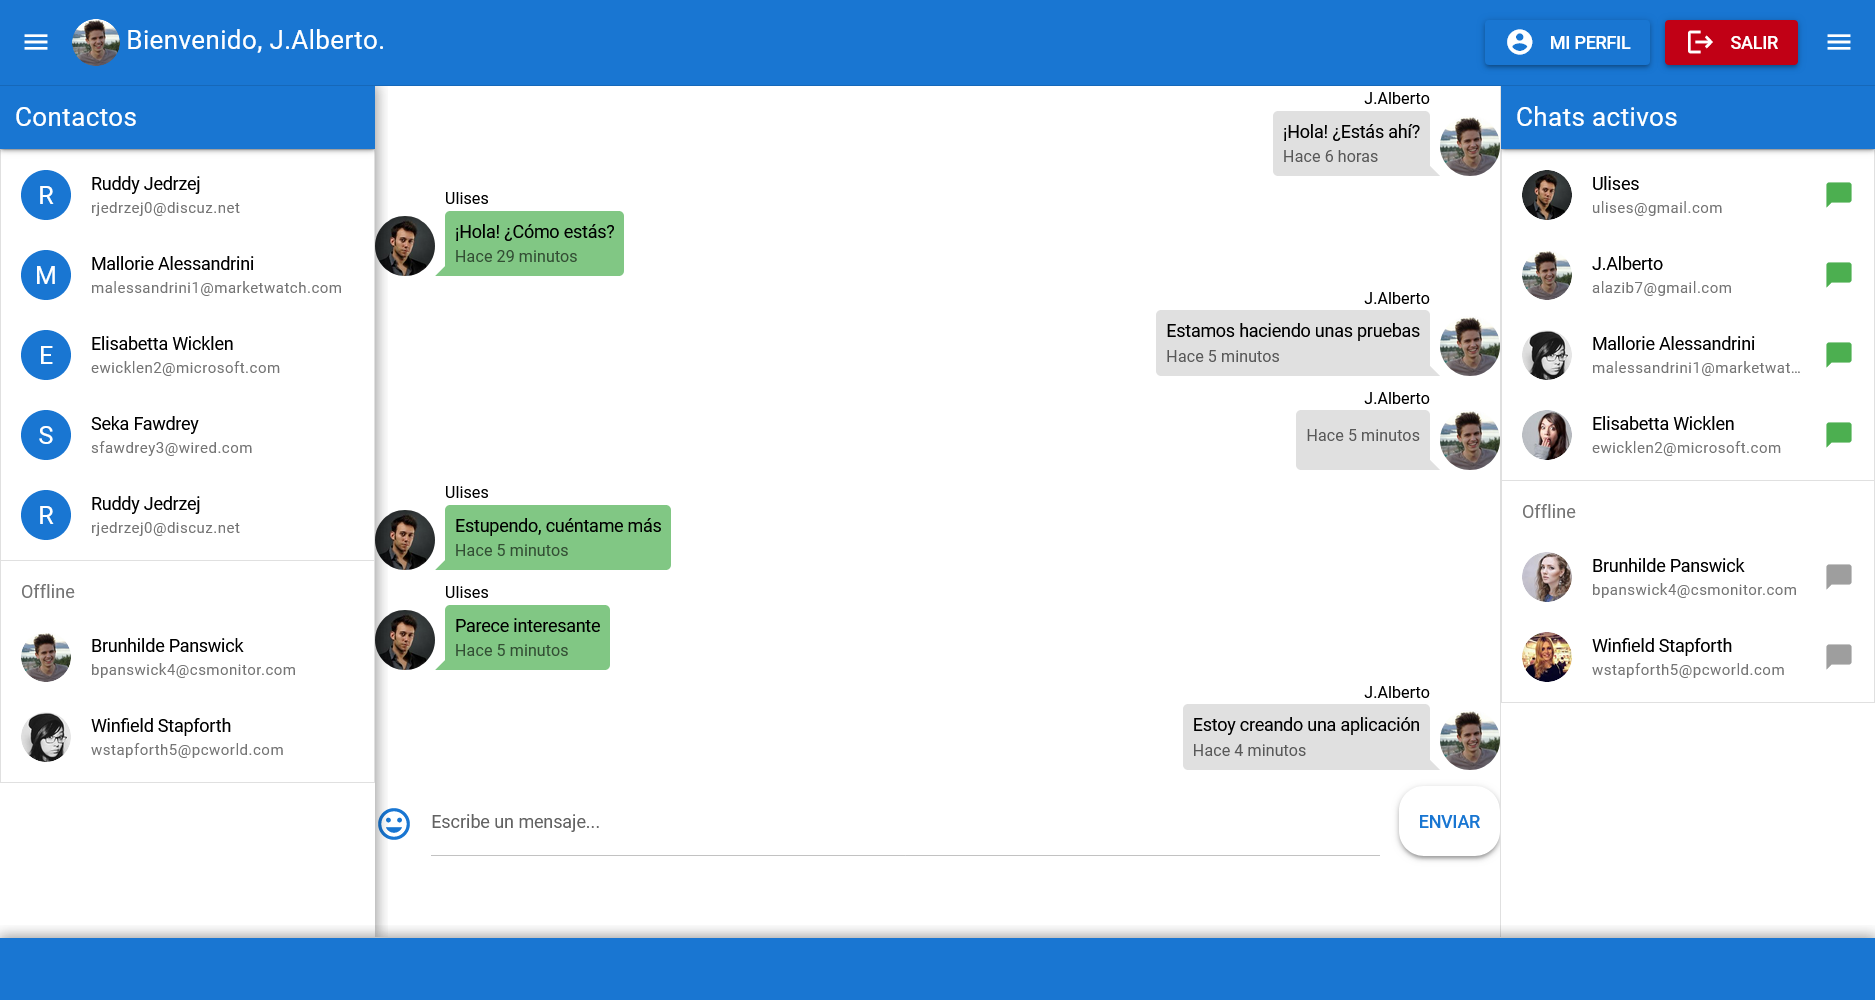 Bienvenido, J.Alberto.
MI PERFIL
SALIR
Contactos
Ruddy Jedrzej
rjedrzej0@discuz.net
Mallorie Alessandrini
malessandrini1@marketwatch.com
Elisabetta Wicklen
ewicklen2@microsoft.com
Seka Fawdrey
sfawdrey3@wired.com
Ruddy Jedrzej
rjedrzej0@discuz.net
Offline
Brunhilde Panswick
bpanswick4@csmonitor.com
Winfield Stapforth
wstapforth5@pcworld.com
J.Alberto
¡Hola! ¿Estás ahí?
Hace 6 horas
Ulises
¡Hola! ¿Cómo estás?
Hace 29 minutos
J.Alberto
Estamos haciendo unas pruebas
Hace 5 minutos
J.Alberto
Hace 5 minutos
Ulises
Estupendo, cuéntame más
Hace 5 minutos
Ulises
Parece interesante
Hace 5 minutos
J.Alberto
Estoy creando una aplicación
Hace 4 minutos
Escribe un mensaje...
ENVIAR
Chats activos
Ulises
ulises@gmail.com
J.Alberto
alazib7@gmail.com
Mallorie Alessandrini
malessandrini1@marketwat...
Elisabetta Wicklen
ewicklen2@microsoft.com
Offline
Brunhilde Panswick
bpanswick4@csmonitor.com
Winfield Stapforth
wstapforth5@pcworld.com
R
M
E
S
R